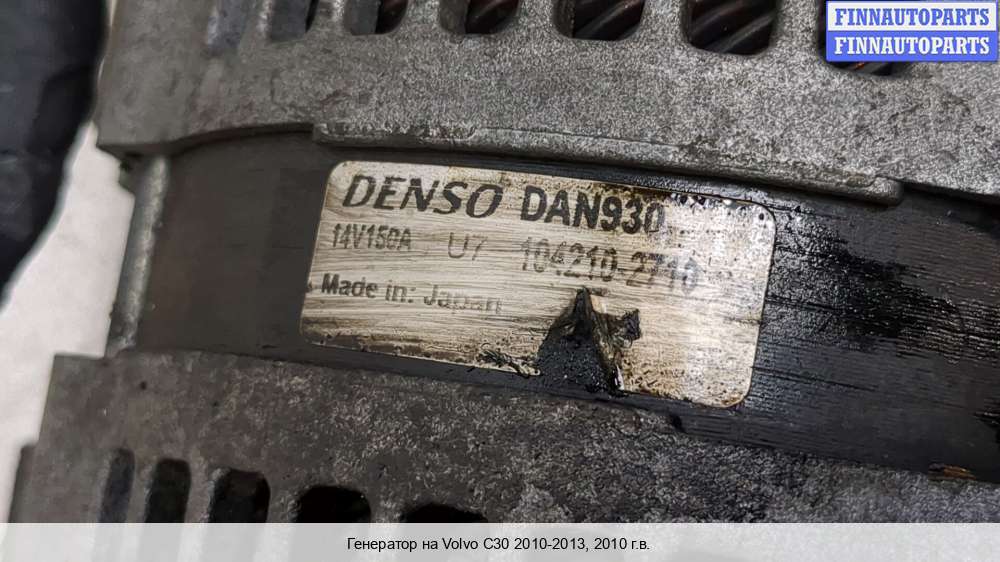 FINNAUTOPARTS
FINNAUTOPARTS
DENSO DAN930
14V150A U7 104210-2710
Made in: Japan
Генератор на Volvo C30 2010-2013, 2010 г.в.